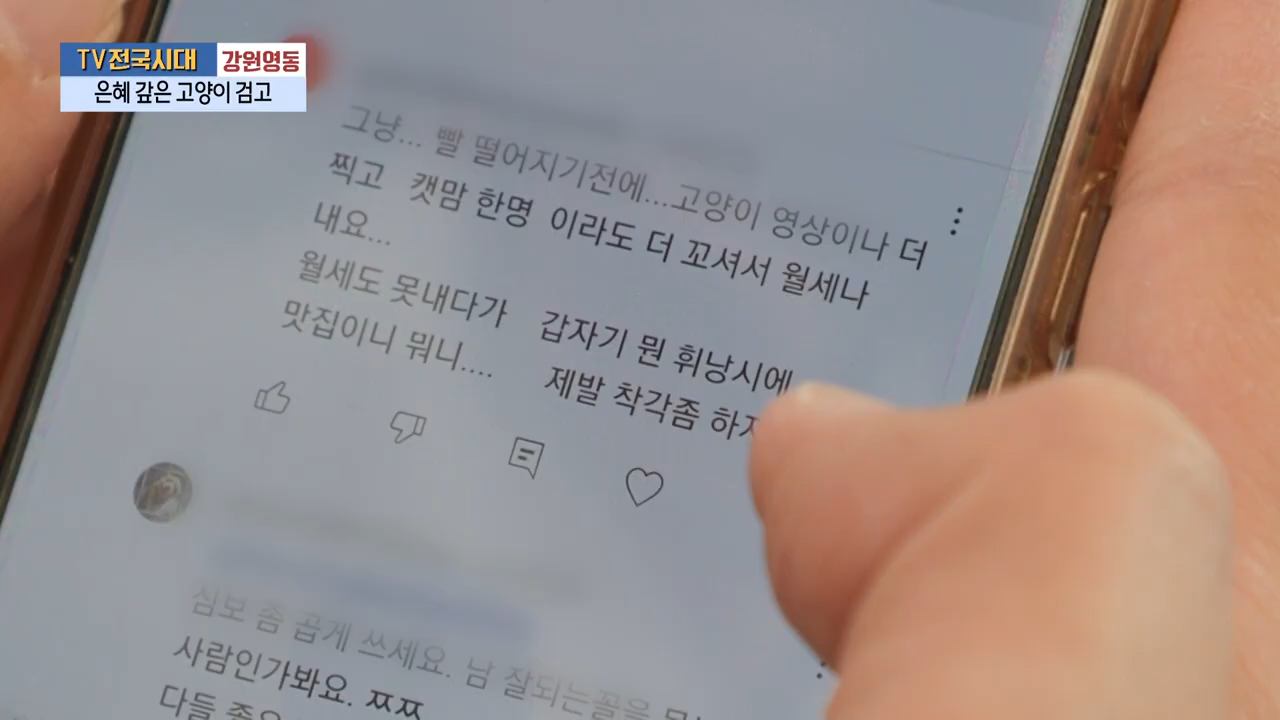 TV전국시대 강원영동
은혜 갚은 고양이 검고
그냥... 빨 떨어지기전에...고양이 영상이나 더
찍고 캣맘 한명 이라도 더 꼬셔서 월세나
내요...
월세도 못내다가 갑자기 뭔 휘낭시에
맛집이니 뭐니.... 제발 착각좀
심보 좀 곱게 쓰세요. 남 잘되는꼴을
사람인가봐요. ㅉㅉ
다들